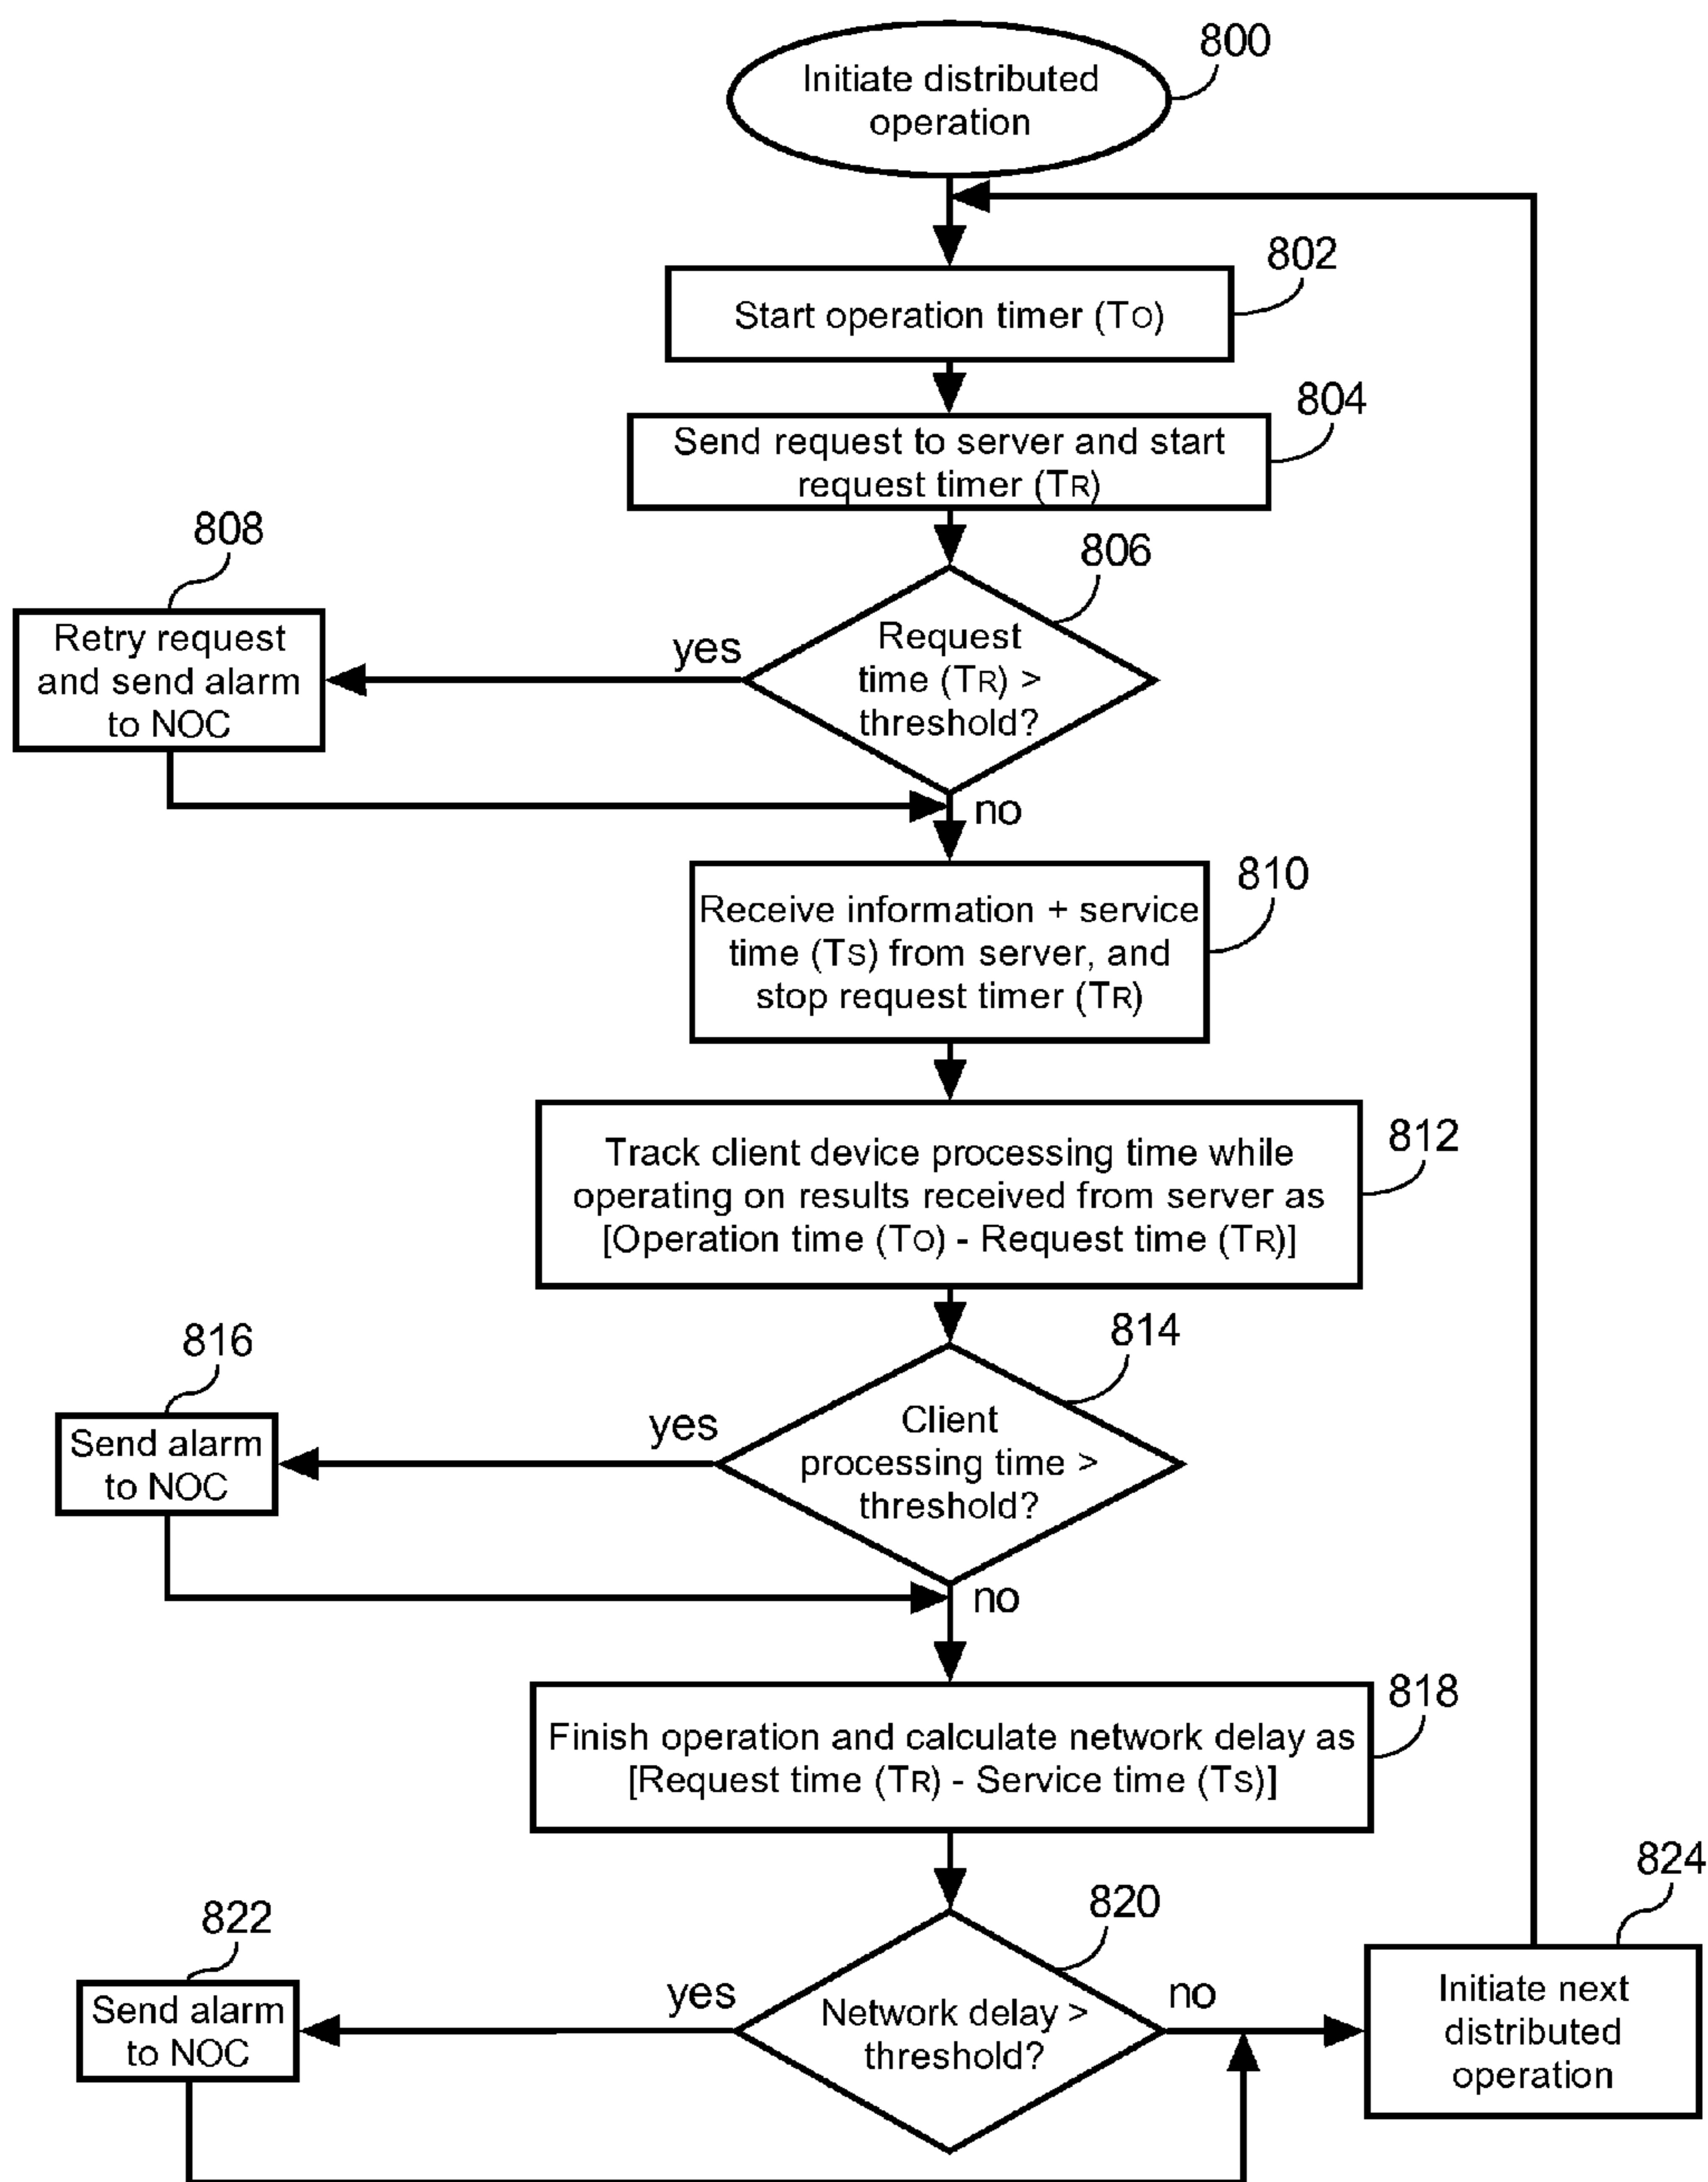 800
Initiate distributed
operation
802
Start operation timer (TO)
804
Send request to server and start
request timer (TR)
806
808
Request
time (TR) >
threshold?
yes
Retry request
and send alarm
to NOC
no
810
Receive information + service
time (TS) from server, and
stop request timer (TR)
812
Track client device processing time while
operating on results received from server as
[Operation time (TO) - Request time (TR)]
814
816
Client
processing time >
threshold?
yes
Send alarm
to NOC
no
818
Finish operation and calculate network delay as
[Request time (TR) - Service time (TS)]
820
822
824
Network delay >
threshold?
yes
no
Send alarm
to NOC
Initiate next
distributed
operation